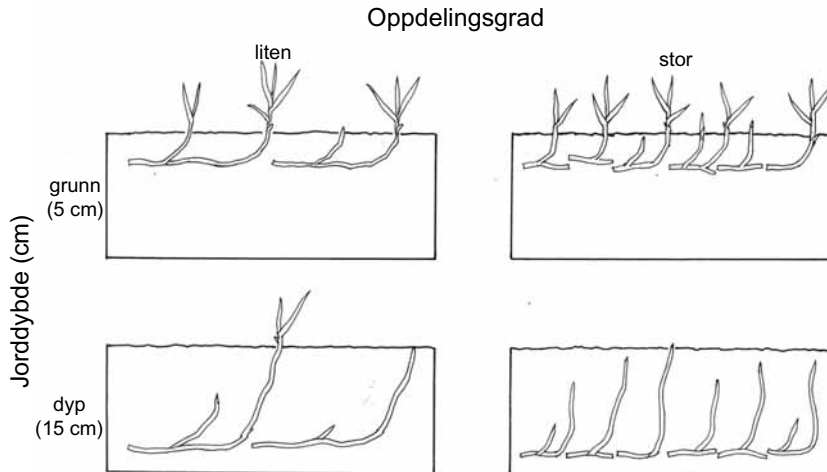 Oppdelingsgrad
liten
stor
Jorddybde (cm)
grunn
(5 cm)
dyp
(15 cm)